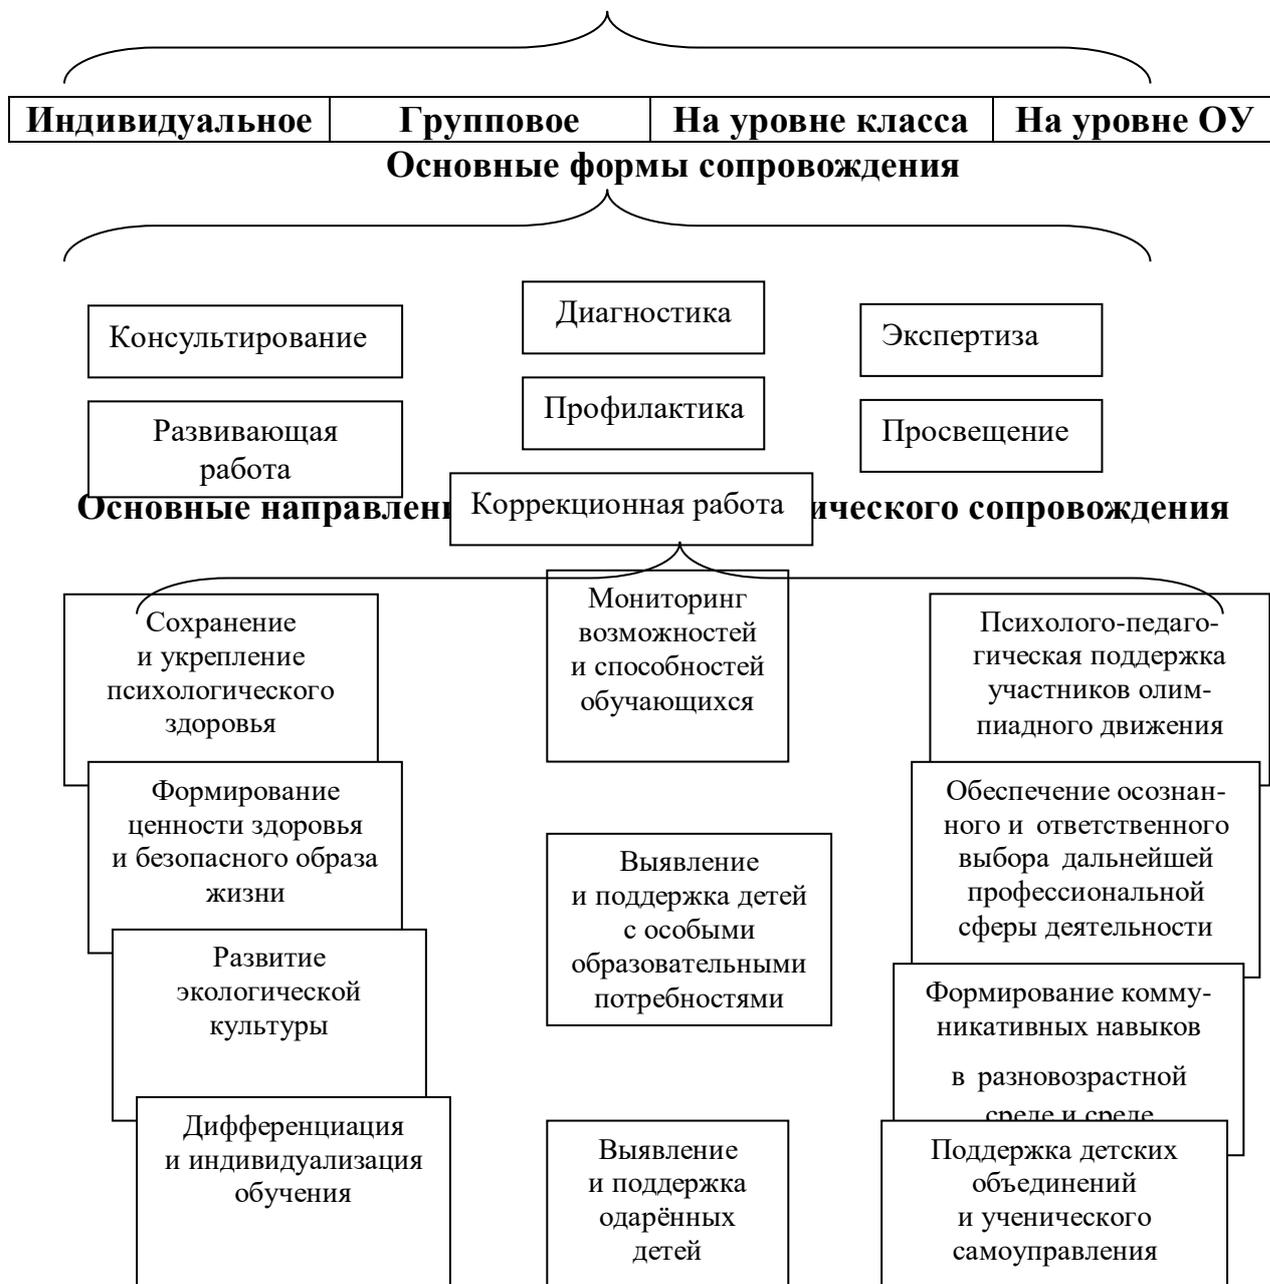 Индивидуальное Групповое На уровне класса На уровне ОУ
Основные формы сопровождения
Консультирование
Диагностика
Экспертиза
Развивающая
работа
Профилактика
Просвещение
Коррекционная работа
Основные сопровождения
Сохранение
и укрепление
психологического
здоровья
Формирование
ценности здоровья
и безопасного образа
жизни
Развитие
экологической
культуры
Дифференциация
и индивидуализация
обучения
Мониторинг
возможностей
и способностей
обучающихся
Выявление
и поддержка детей
с особыми
образовательными
потребностями
Выявление
и поддержка
одарённых
детей
Психолого-педаго-
гическая поддержка
участников олим-
пиадного движения
Обеспечение осознан-
ного и ответственного
выбора дальнейшей
профессиональной
сферы деятельности
Формирование комму-
никативных навыков
в разновозрастной
среде и среде
Поддержка детских
объединений
и ученического
самоуправления